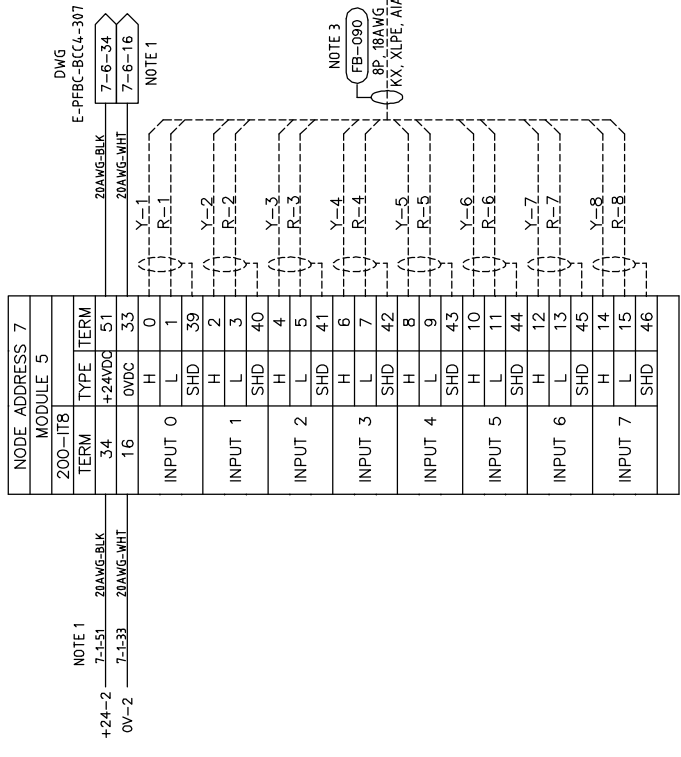 DWG
E-PFBC-BCC4-307
7-6-34
7-6-16
NOTE 1
NOTE 3
FB-090
8P, 18AWG
KX, XLPE, AIA
20AWG-BLK
20AWG-WHT
Y-1
R-1
Y-2
R-2
Y-3
R-3
Y-4
R-4
Y-5
R-5
Y-6
R-6
Y-7
R-7
Y-8
R-8
NODE ADDRESS 7
MODULE 5
200-IT8
TERM TYPE TERM
34 +24VDC 51
16 0VDC 33
INPUT 0 H 0
L 1
SHD 39
INPUT 1 H 2
L 3
SHD 40
INPUT 2 H 4
L 5
SHD 41
INPUT 3 H 6
L 7
SHD 42
INPUT 4 H 8
L 9
SHD 43
INPUT 5 H 10
L 11
SHD 44
INPUT 6 H 12
L 13
SHD 45
INPUT 7 H 14
L 15
SHD 46
NOTE 1
+24-2 7-1-51 20AWG-BLK
0V-2 7-1-33 20AWG-WHT